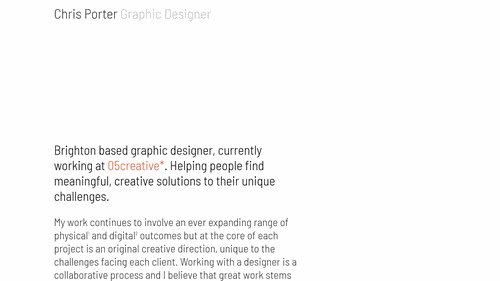 Chris Porter Graphic Designer
Brighton based graphic designer, currently
working at 05creative*. Helping people find
meaningful, creative solutions to their unique
challenges.
My work continues to involve an ever expanding range of
physical¹ and digital² outcomes but at the core of each
project is an original creative direction, unique to the
challenges facing each client. Working with a designer is a
collaborative process and I believe that great work stems